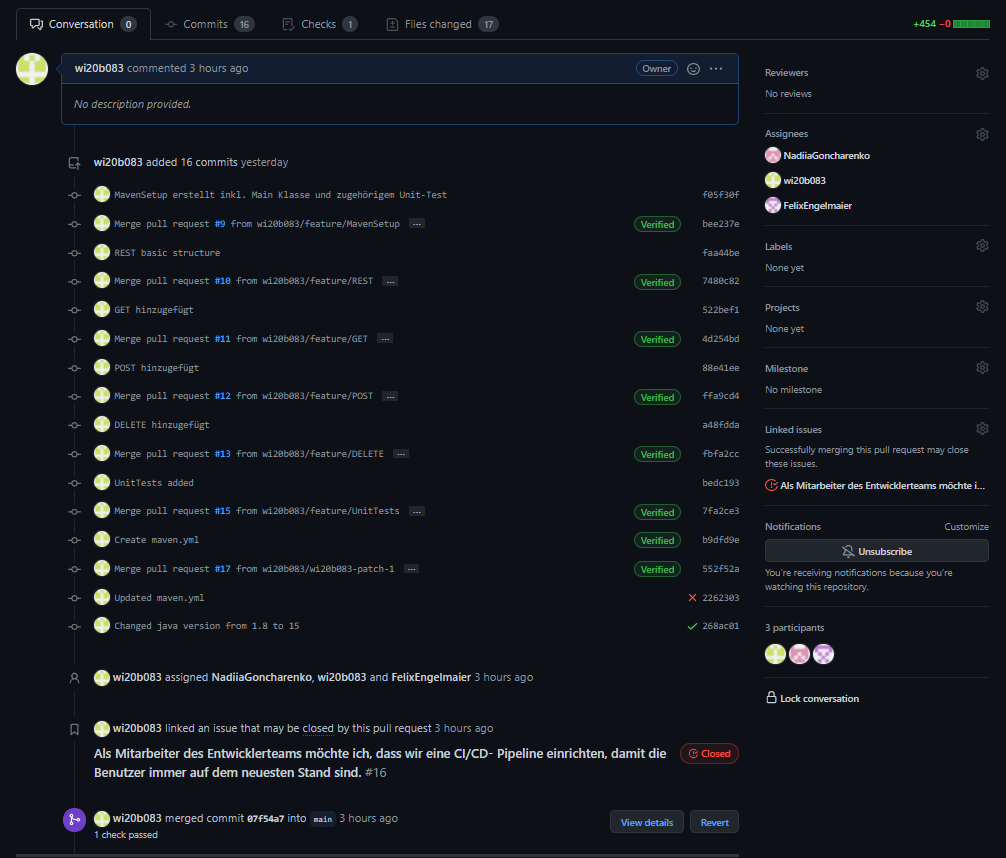 Conversation 0 Commits 16 Checks 1 Files changed 17 +454 −0
wi20b083 commented 3 hours ago Owner ...
No description provided.
wi20b083 added 16 commits yesterday
MavenSetup erstellt inkl. Main Klasse und zugehörigem Unit-Test f05f30f
Merge pull request #9 from wi20b083/feature/MavenSetup ... Verified bee237e
REST basic structure faa44be
Merge pull request #10 from wi20b083/feature/REST ... Verified 7480c82
GET hinzugefügt 522bef1
Merge pull request #11 from wi20b083/feature/GET ... Verified 4d254bd
POST hinzugefügt 88e41ee
Merge pull request #12 from wi20b083/feature/POST ... Verified ffa9cd4
DELETE hinzugefügt a48fdda
Merge pull request #13 from wi20b083/feature/DELETE ... Verified fbfa2cc
UnitTests added bedc193
Merge pull request #15 from wi20b083/feature/UnitTests ... Verified 7fa2ce3
Create maven.yml Verified b9dfd9e
Merge pull request #17 from wi20b083/wi20b083-patch-1 ... Verified 552f52a
Updated maven.yml 2262303
Changed java version from 1.8 to 15 268ac01
wi20b083 assigned NadiiaGoncharenko, wi20b083 and FelixEngelmaier 3 hours ago
wi20b083 linked an issue that may be closed by this pull request 3 hours ago
Als Mitarbeiter des Entwicklerteams möchte ich, dass wir eine CI/CD- Pipeline einrichten, damit die Closed
Benutzer immer auf dem neuesten Stand sind. #16
wi20b083 merged commit 07f54a7 into main 3 hours ago View details Revert
1 check passed
Reviewers
No reviews
Assignees
NadiiaGoncharenko
wi20b083
FelixEngelmaier
Labels
None yet
Projects
None yet
Milestone
No milestone
Linked issues
Successfully merging this pull request may close
these issues.
Als Mitarbeiter des Entwicklerteams möchte i...
Notifications Customize
Unsubscribe
You're receiving notifications because you're
watching this repository.
3 participants
Lock conversation